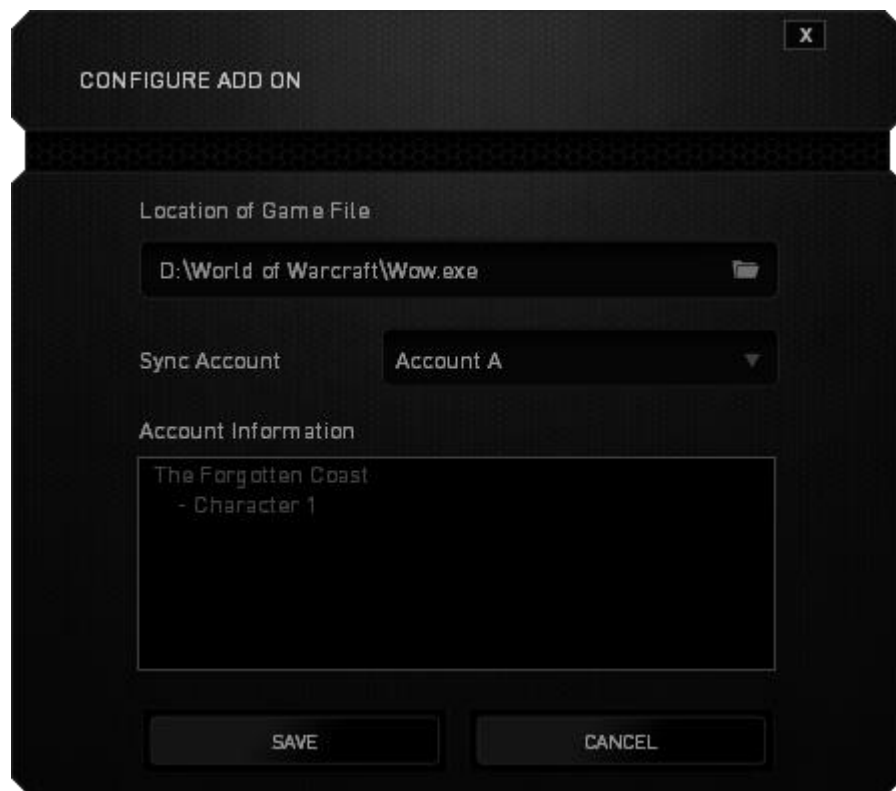 X
CONFIGURE ADD ON
Location of Game File
D:\World of Warcraft\Wow.exe
Sync Account
Account A
Account Information
The Forgotten Coast
- Character 1
SAVE
CANCEL